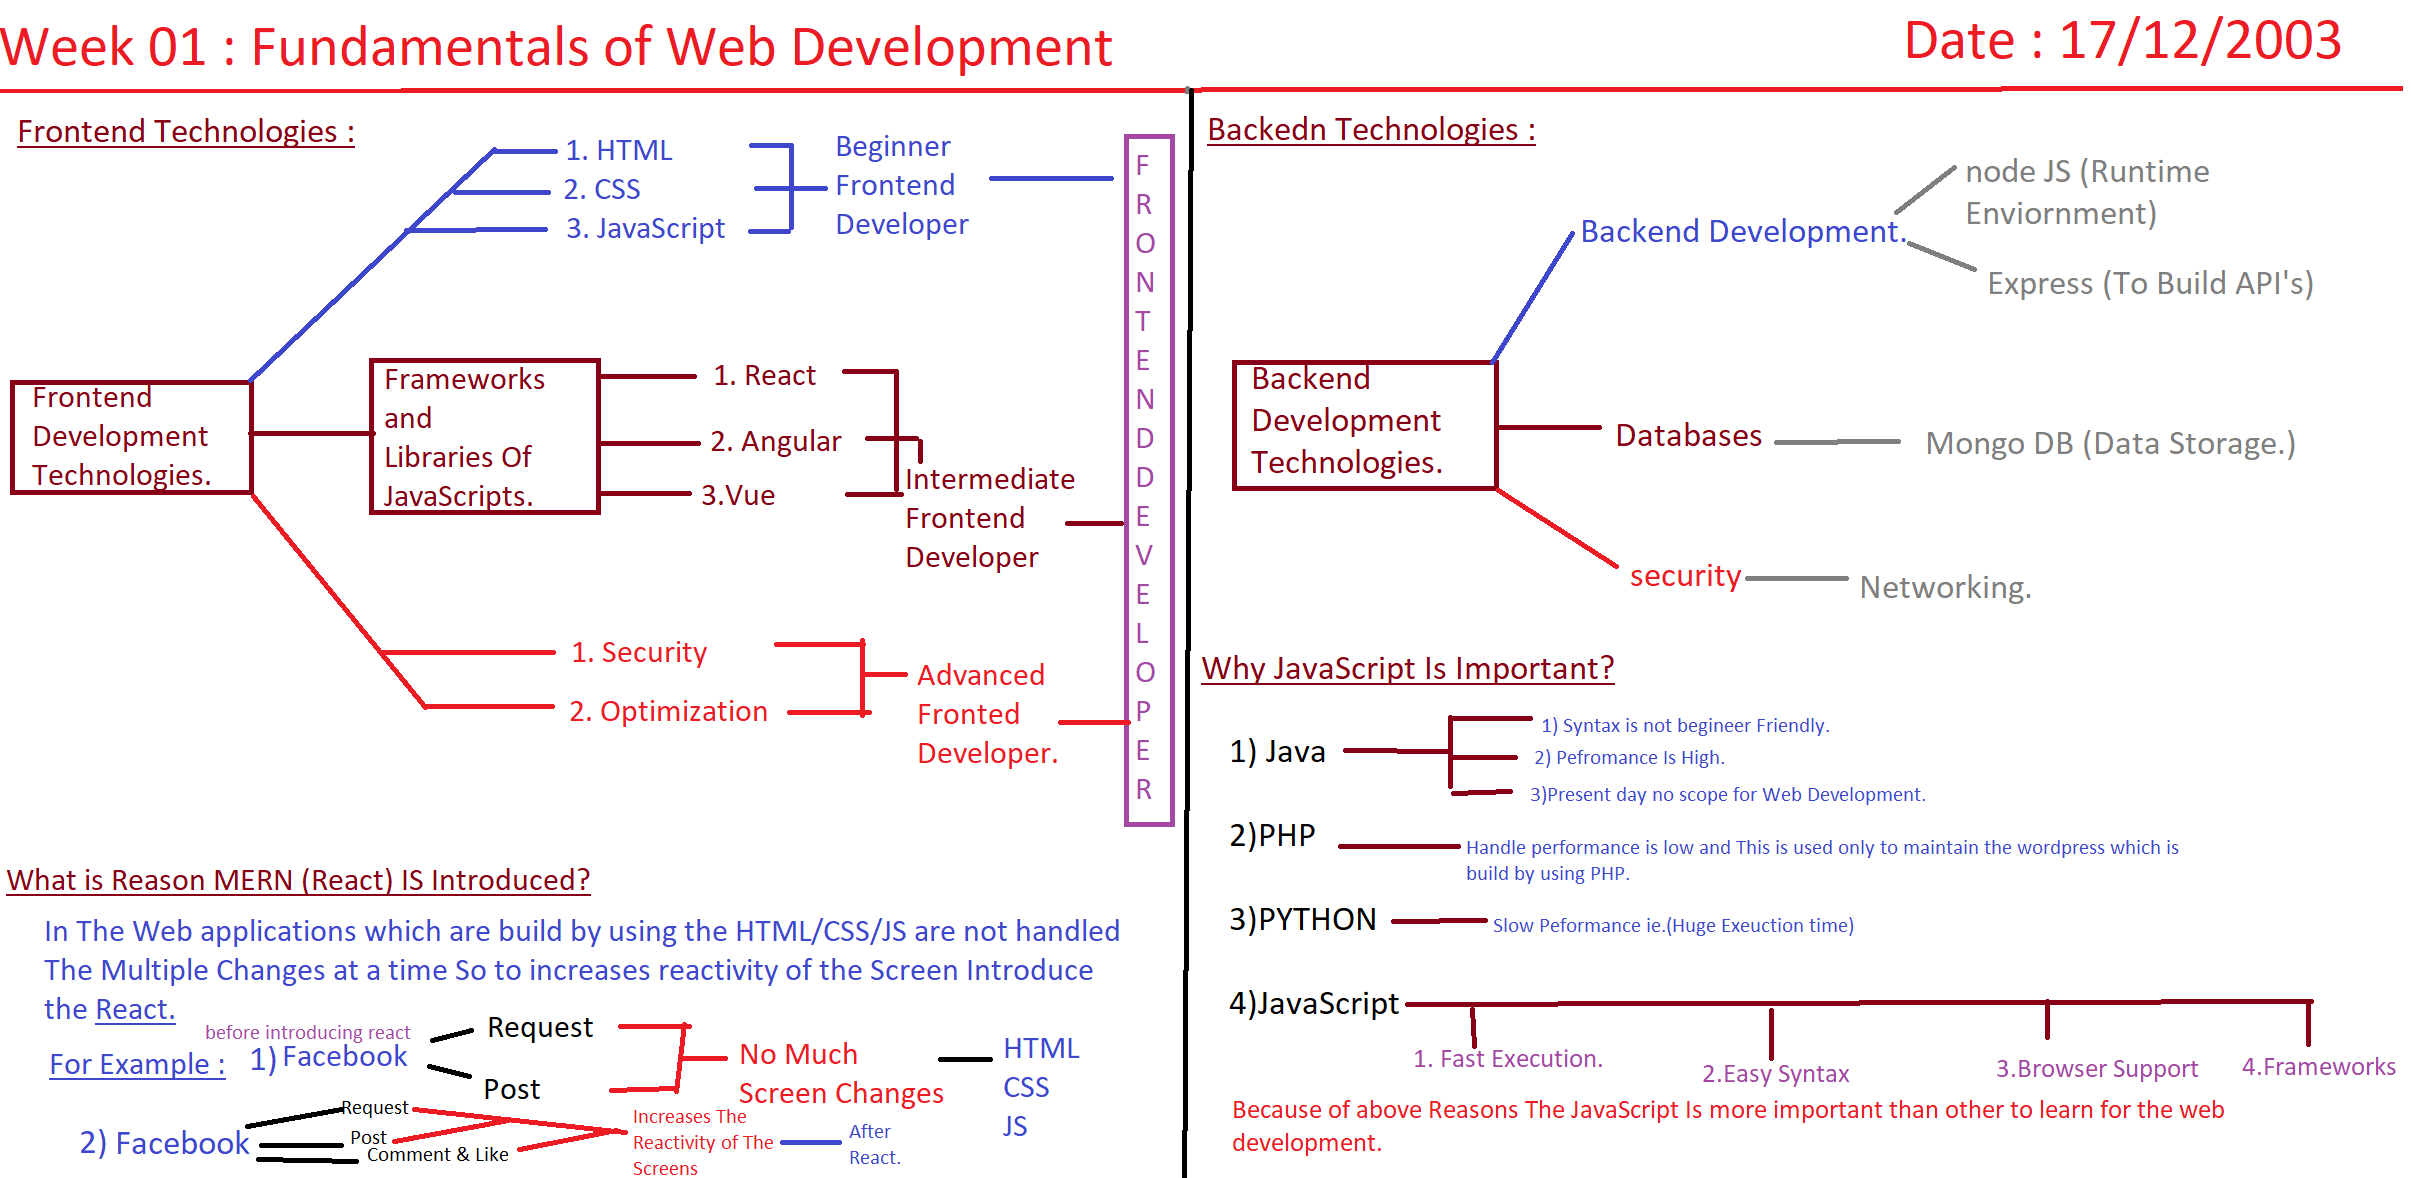 Week 01 : Fundamentals of Web Development
Date : 17/12/2003
Frontend Technologies :
1. HTML
2. CSS
3. JavaScript
Beginner
Frontend
Developer
Frontend
Development
Technologies.
Frameworks
and
Libraries Of
JavaScripts.
1. React
2. Angular
3.Vue
Intermediate
Frontend
Developer
1. Security
2. Optimization
Advanced
Fronted
Developer.
F
R
O
N
T
E
N
D
D
E
V
E
L
O
P
E
R
What is Reason MERN (React) IS Introduced?
In The Web applications which are build by using the HTML/CSS/JS are not handled
The Multiple Changes at a time So to increases reactivity of the Screen Introduce
the React.
For Example :
before introducing react
1) Facebook
Request
Post
No Much
Screen Changes
HTML
CSS
JS
2) Facebook
Request
Post
Comment & Like
Increases The
Reactivity of The
Screens
After
React.
Backedn Technologies :
Backend
Development
Technologies.
Backend Development.
node JS (Runtime
Enviornment)
Express (To Build API's)
Databases
Mongo DB (Data Storage.)
security
Networking.
Why JavaScript Is Important?
1) Java
1) Syntax is not begineer Friendly.
2) Pefromance Is High.
3)Present day no scope for Web Development.
2)PHP
Handle performance is low and This is used only to maintain the wordpress which is
build by using PHP.
3)PYTHON
Slow Peformance ie.(Huge Exeuction time)
4)JavaScript
1. Fast Execution.
2.Easy Syntax
3.Browser Support
4.Frameworks
Because of above Reasons The JavaScript Is more important than other to learn for the web
development.